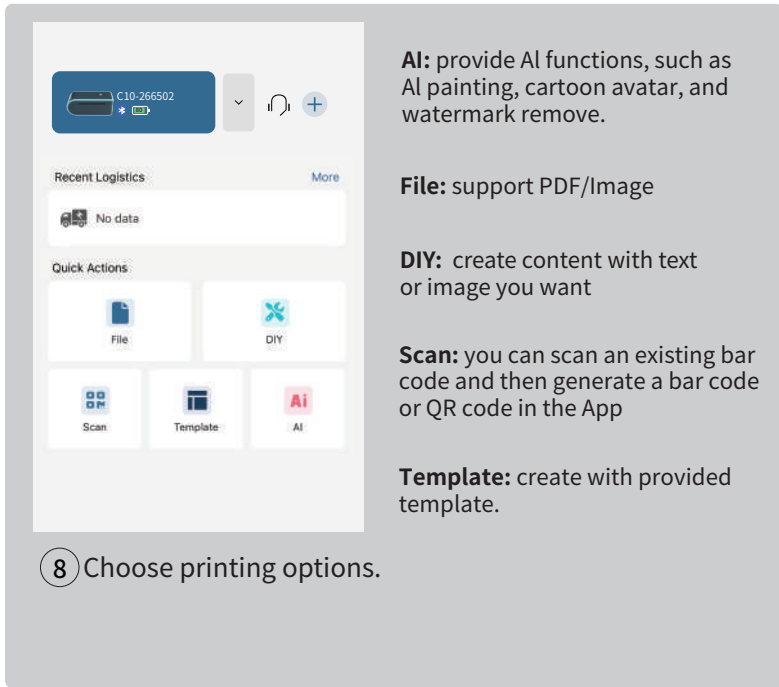 C10-266502
Recent Logistics
More
No data
Quick Actions
File
DIY
Scan
Template
Ai
AI
AI: provide Al functions, such as
Al painting, cartoon avatar, and
watermark remove.
File: support PDF/Image
DIY: create content with text
or image you want
Scan: you can scan an existing bar
code and then generate a bar code
or QR code in the App
Template: create with provided
template.
8 Choose printing options.